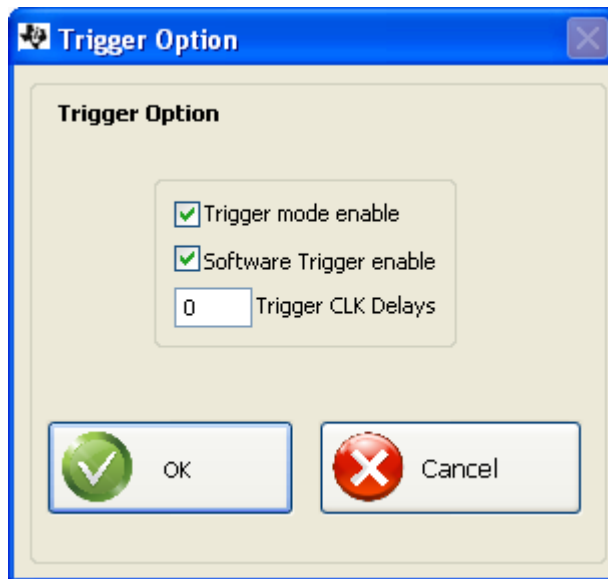 Trigger Option
Trigger Option
Trigger mode enable
Software Trigger enable
0 Trigger CLK Delays
OK
Cancel